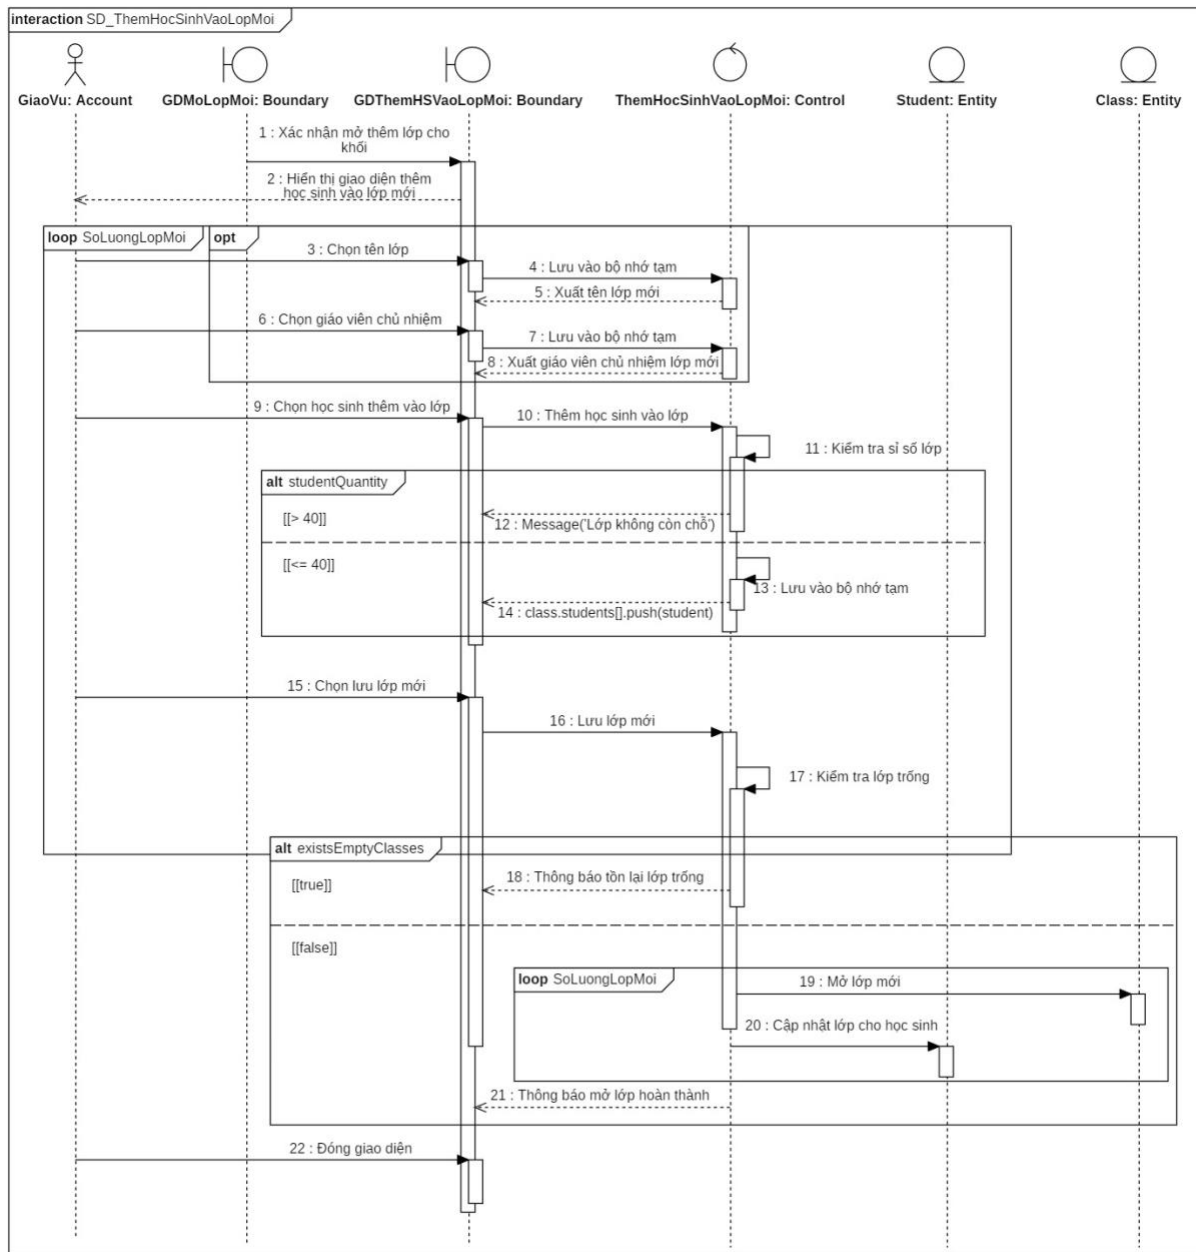 interaction SD_ThemHocSinhVaoLopMoi
GiaoVu: Account
GDMoLopMoi: Boundary
GDThemHSVaoLopMoi: Boundary
ThemHocSinhVaoLopMoi: Control
Student: Entity
Class: Entity
1 : Xác nhận mở thêm lớp cho
khối
2 : Hiển thị giao diện thêm
học sinh vào lớp mới
loop SoLuongLopMoi
opt
3 : Chọn tên lớp
4 : Lưu vào bộ nhớ tạm
5 : Xuất tên lớp mới
6 : Chọn giáo viên chủ nhiệm
7 : Lưu vào bộ nhớ tạm
8 : Xuất giáo viên chủ nhiệm lớp mới
9 : Chọn học sinh thêm vào lớp
10 : Thêm học sinh vào lớp
11 : Kiểm tra sỉ số lớp
alt studentQuantity
[[> 40]]
12 : Message('Lớp không còn chỗ')
[[<= 40]]
13 : Lưu vào bộ nhớ tạm
14 : class.students[].push(student)
15 : Chọn lưu lớp mới
16 : Lưu lớp mới
17 : Kiểm tra lớp trống
alt existsEmptyClasses
[[true]]
18 : Thông báo tồn lại lớp trống
[[false]]
loop SoLuongLopMoi
19 : Mở lớp mới
20 : Cập nhật lớp cho học sinh
21 : Thông báo mở lớp hoàn thành
22 : Đóng giao diện